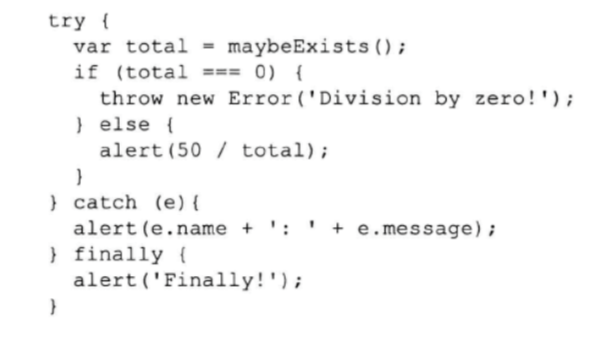 try {
  var total = maybeExists();
  if (total === 0) {
    throw new Error('Division by zero!');
  } else {
    alert(50 / total);
  }
} catch (e){
  alert(e.name + ': ' + e.message);
} finally {
  alert('Finally!');
}